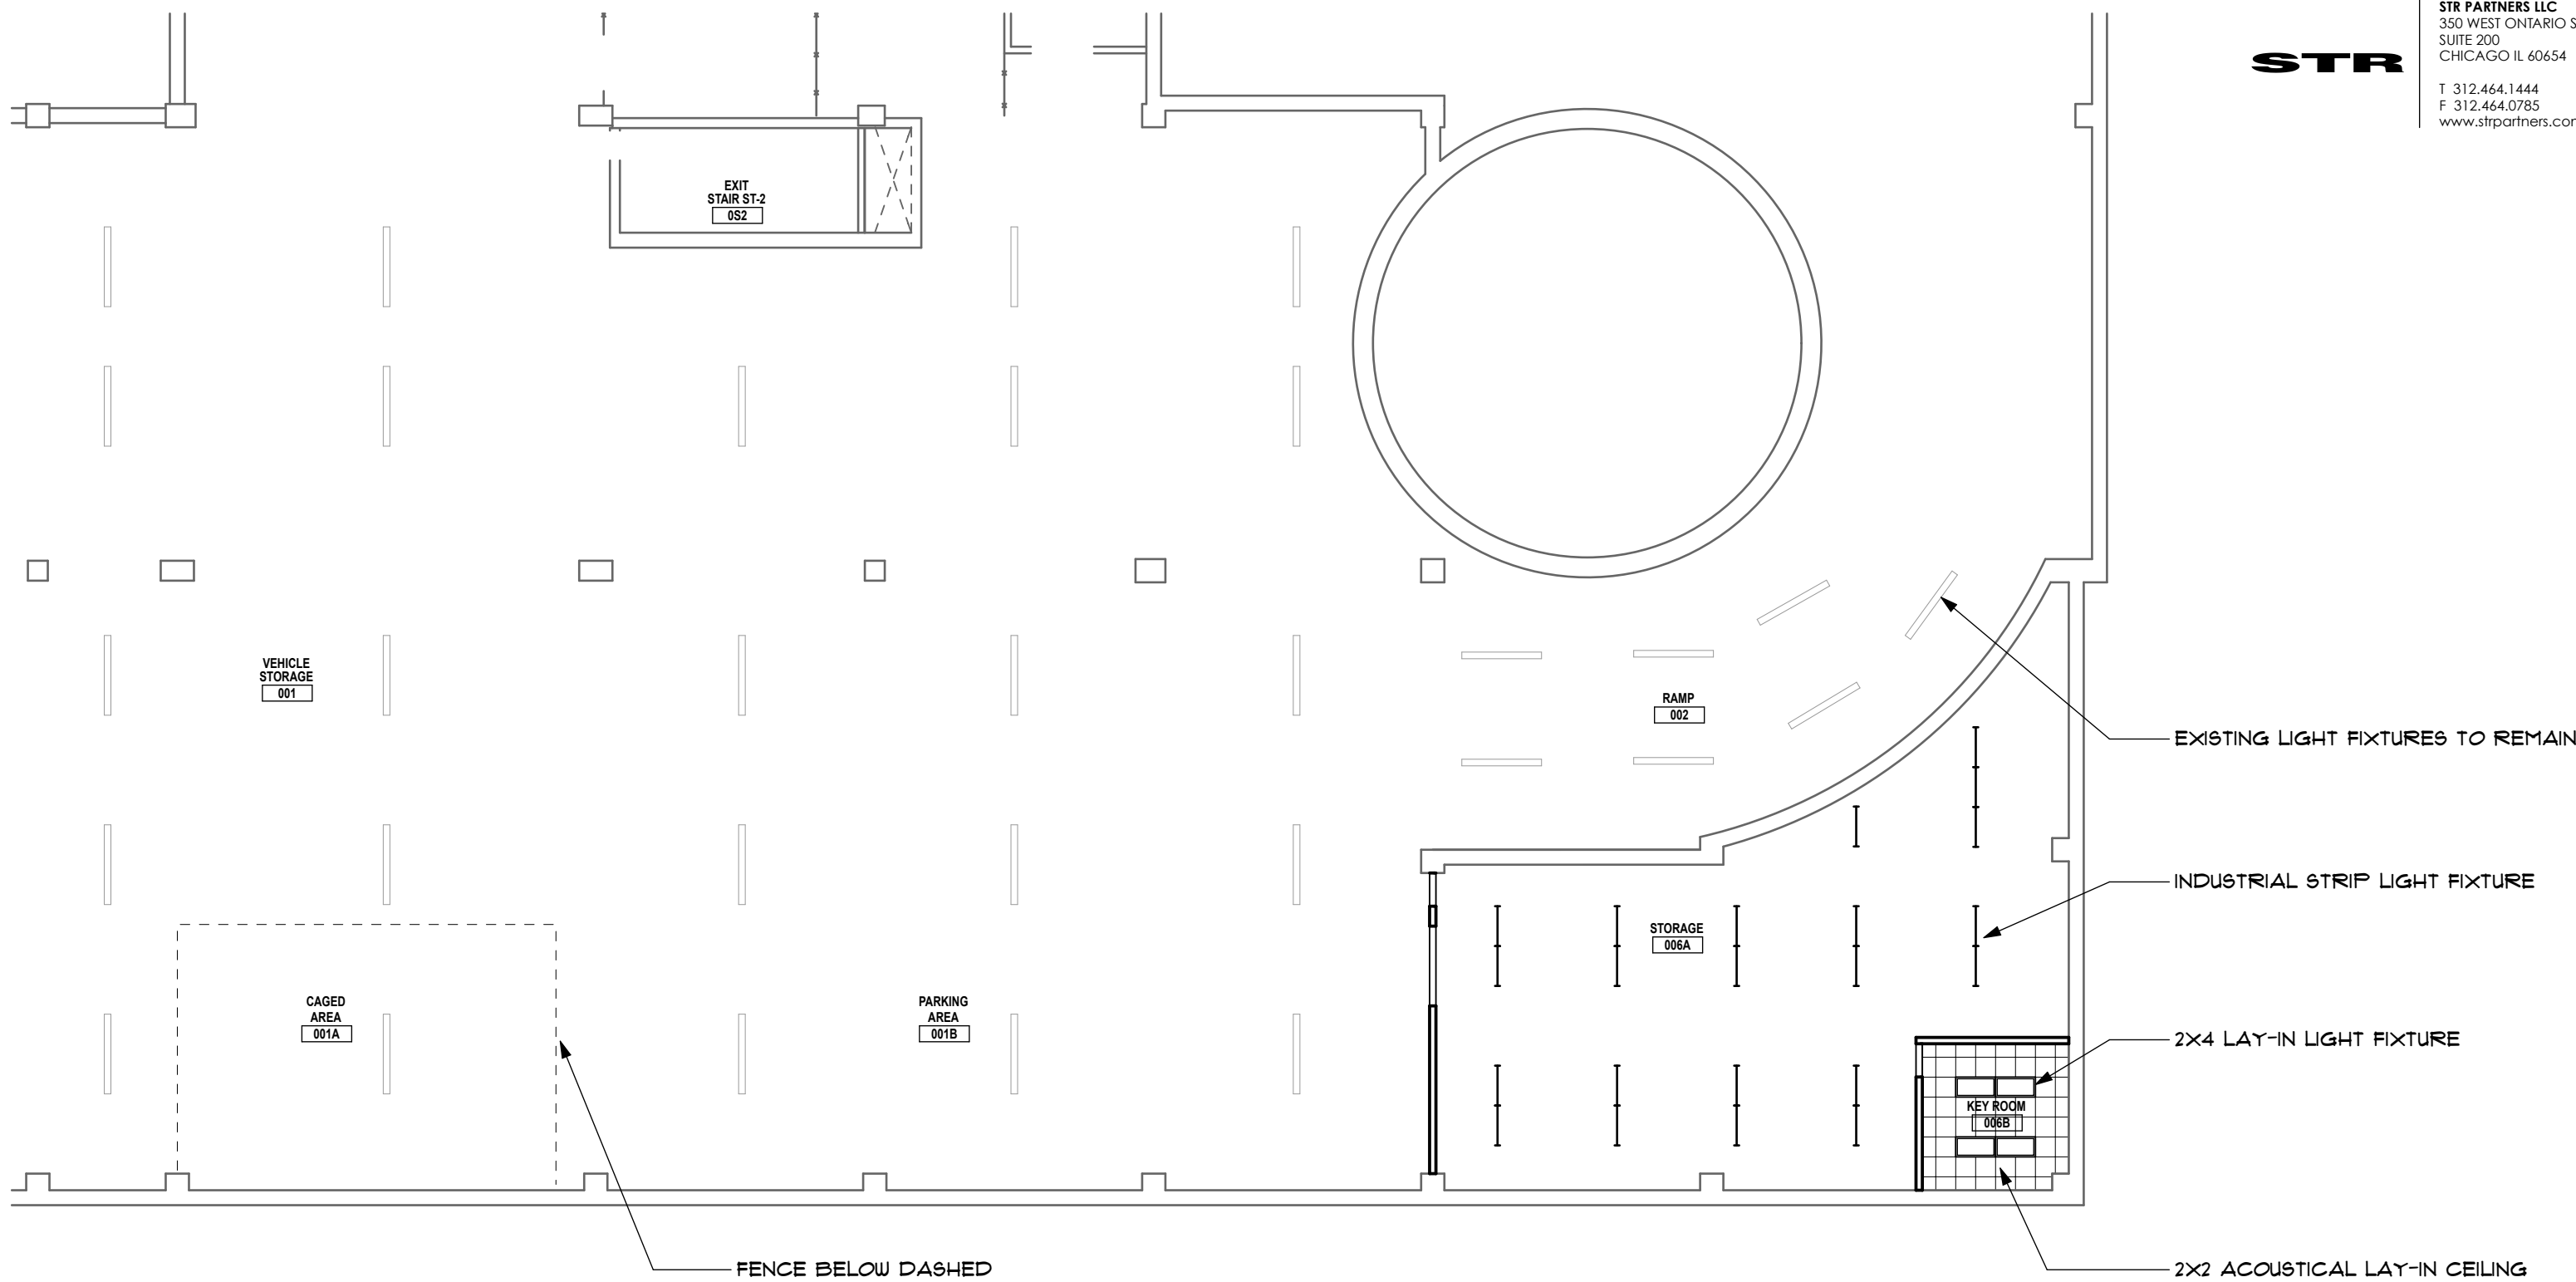 STR
STR PARTNERS LLC
350 WEST ONTARIO
SUITE 200
CHICAGO IL 60654
T 312.464.1444
F 312.464.0785
EXIT
STAIR ST-2
0S2
VEHICLE
STORAGE
001
RAMP
002
EXISTING LIGHT FIXTURES TO REMAIN
INDUSTRIAL STRIP LIGHT FIXTURE
STORAGE
006A
CAGED
AREA
001A
PARKING
AREA
001B
2X4 LAY-IN LIGHT FIXTURE
KEY ROOM
006B
FENCE BELOW DASHED
2X2 ACOUSTICAL LAY-IN CEILING